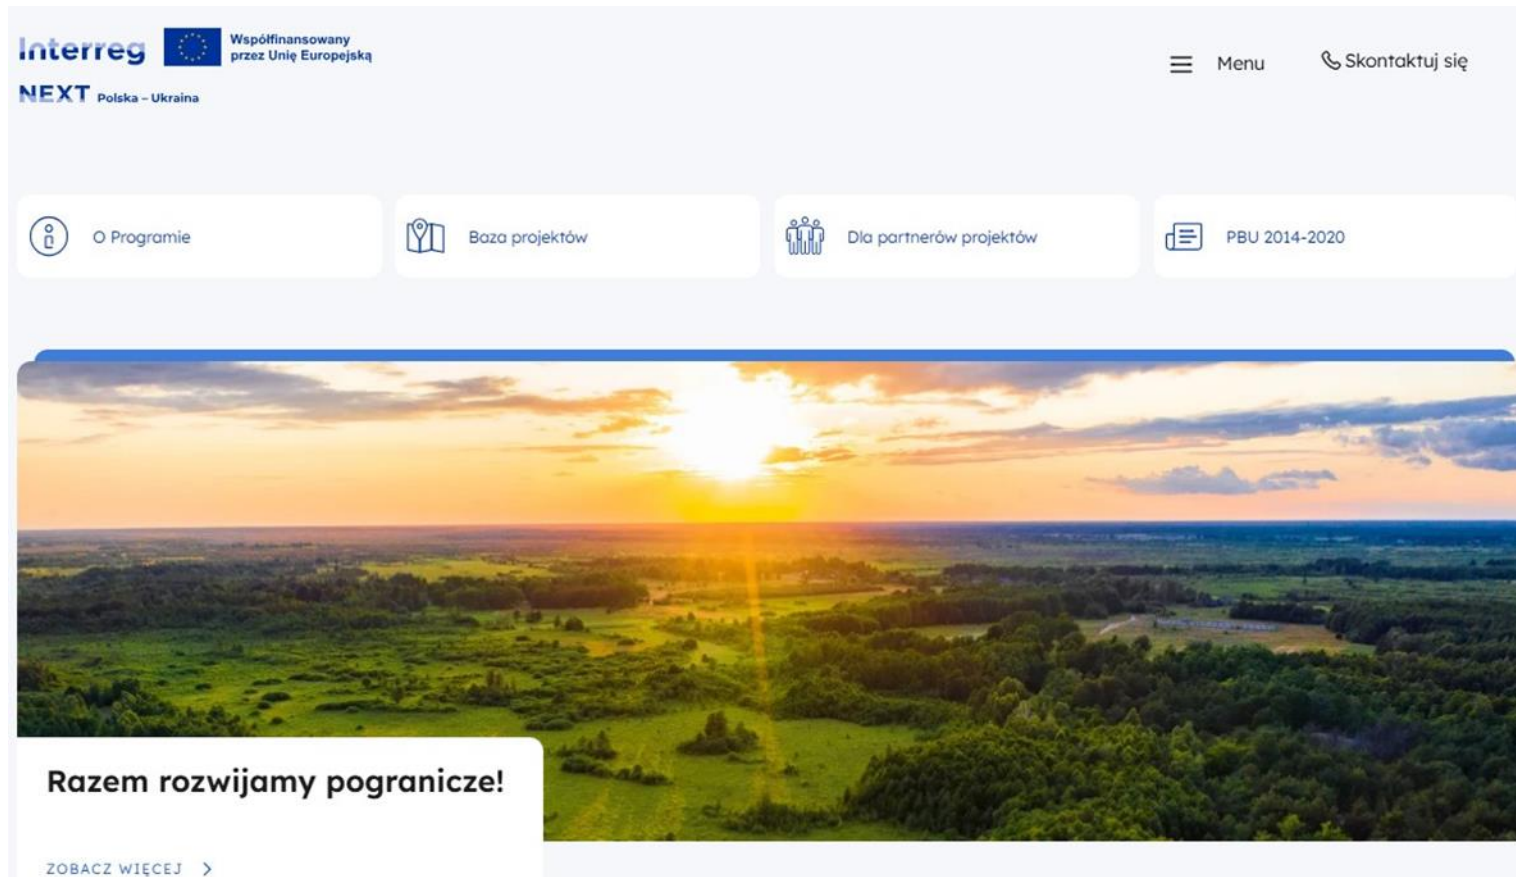 Interreg
Współfinansowany
przez Unię Europejską
NEXT Polska – Ukraina
Menu
Skontaktuj się
O Programie
Baza projektów
Dla partnerów projektów
PBU 2014-2020
Razem rozwijamy pogranicze!
ZOBACZ WIĘCEJ